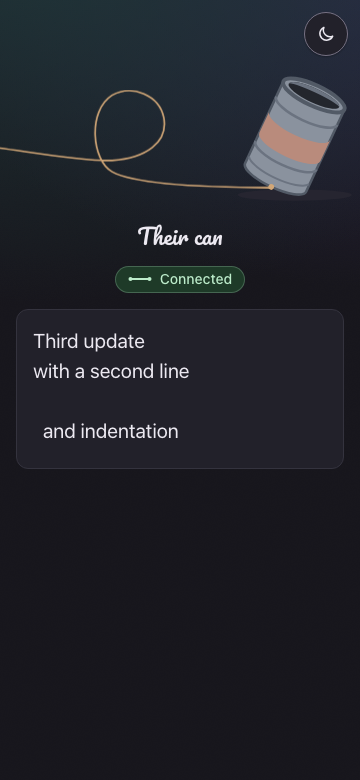 Their can
Connected
Third update
with a second line

  and indentation